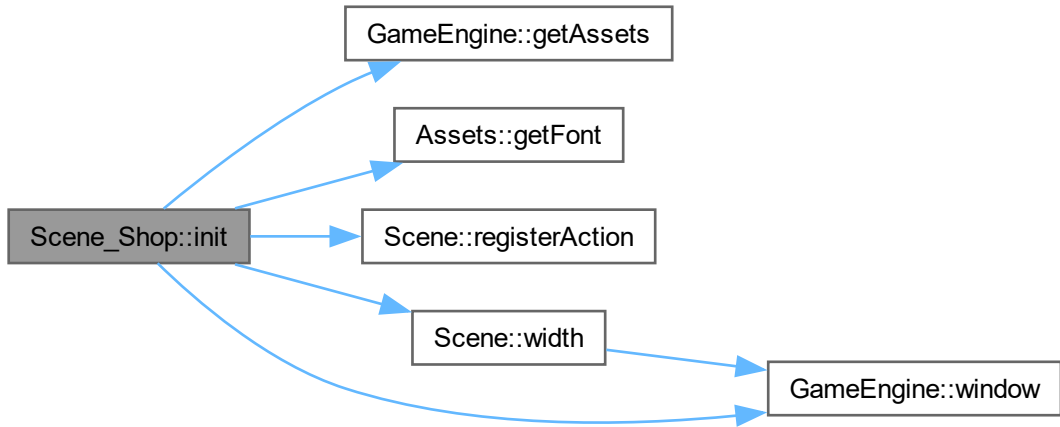 GameEngine::getAssets
Assets::getFont
Scene_Shop::init
Scene::registerAction
Scene::width
GameEngine::window